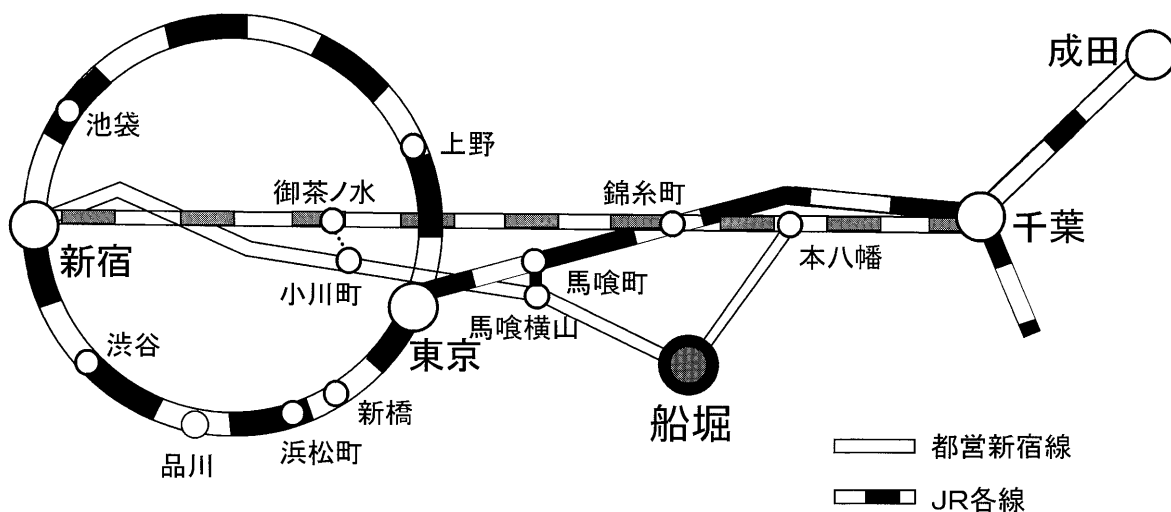 成田
池袋
上野
御茶ノ水
錦糸町
千葉
新宿
本八幡
小川町
馬喰町
馬喰横山
東京
渋谷
新橋
船堀
浜松町
品川
都営新宿線
JR各線